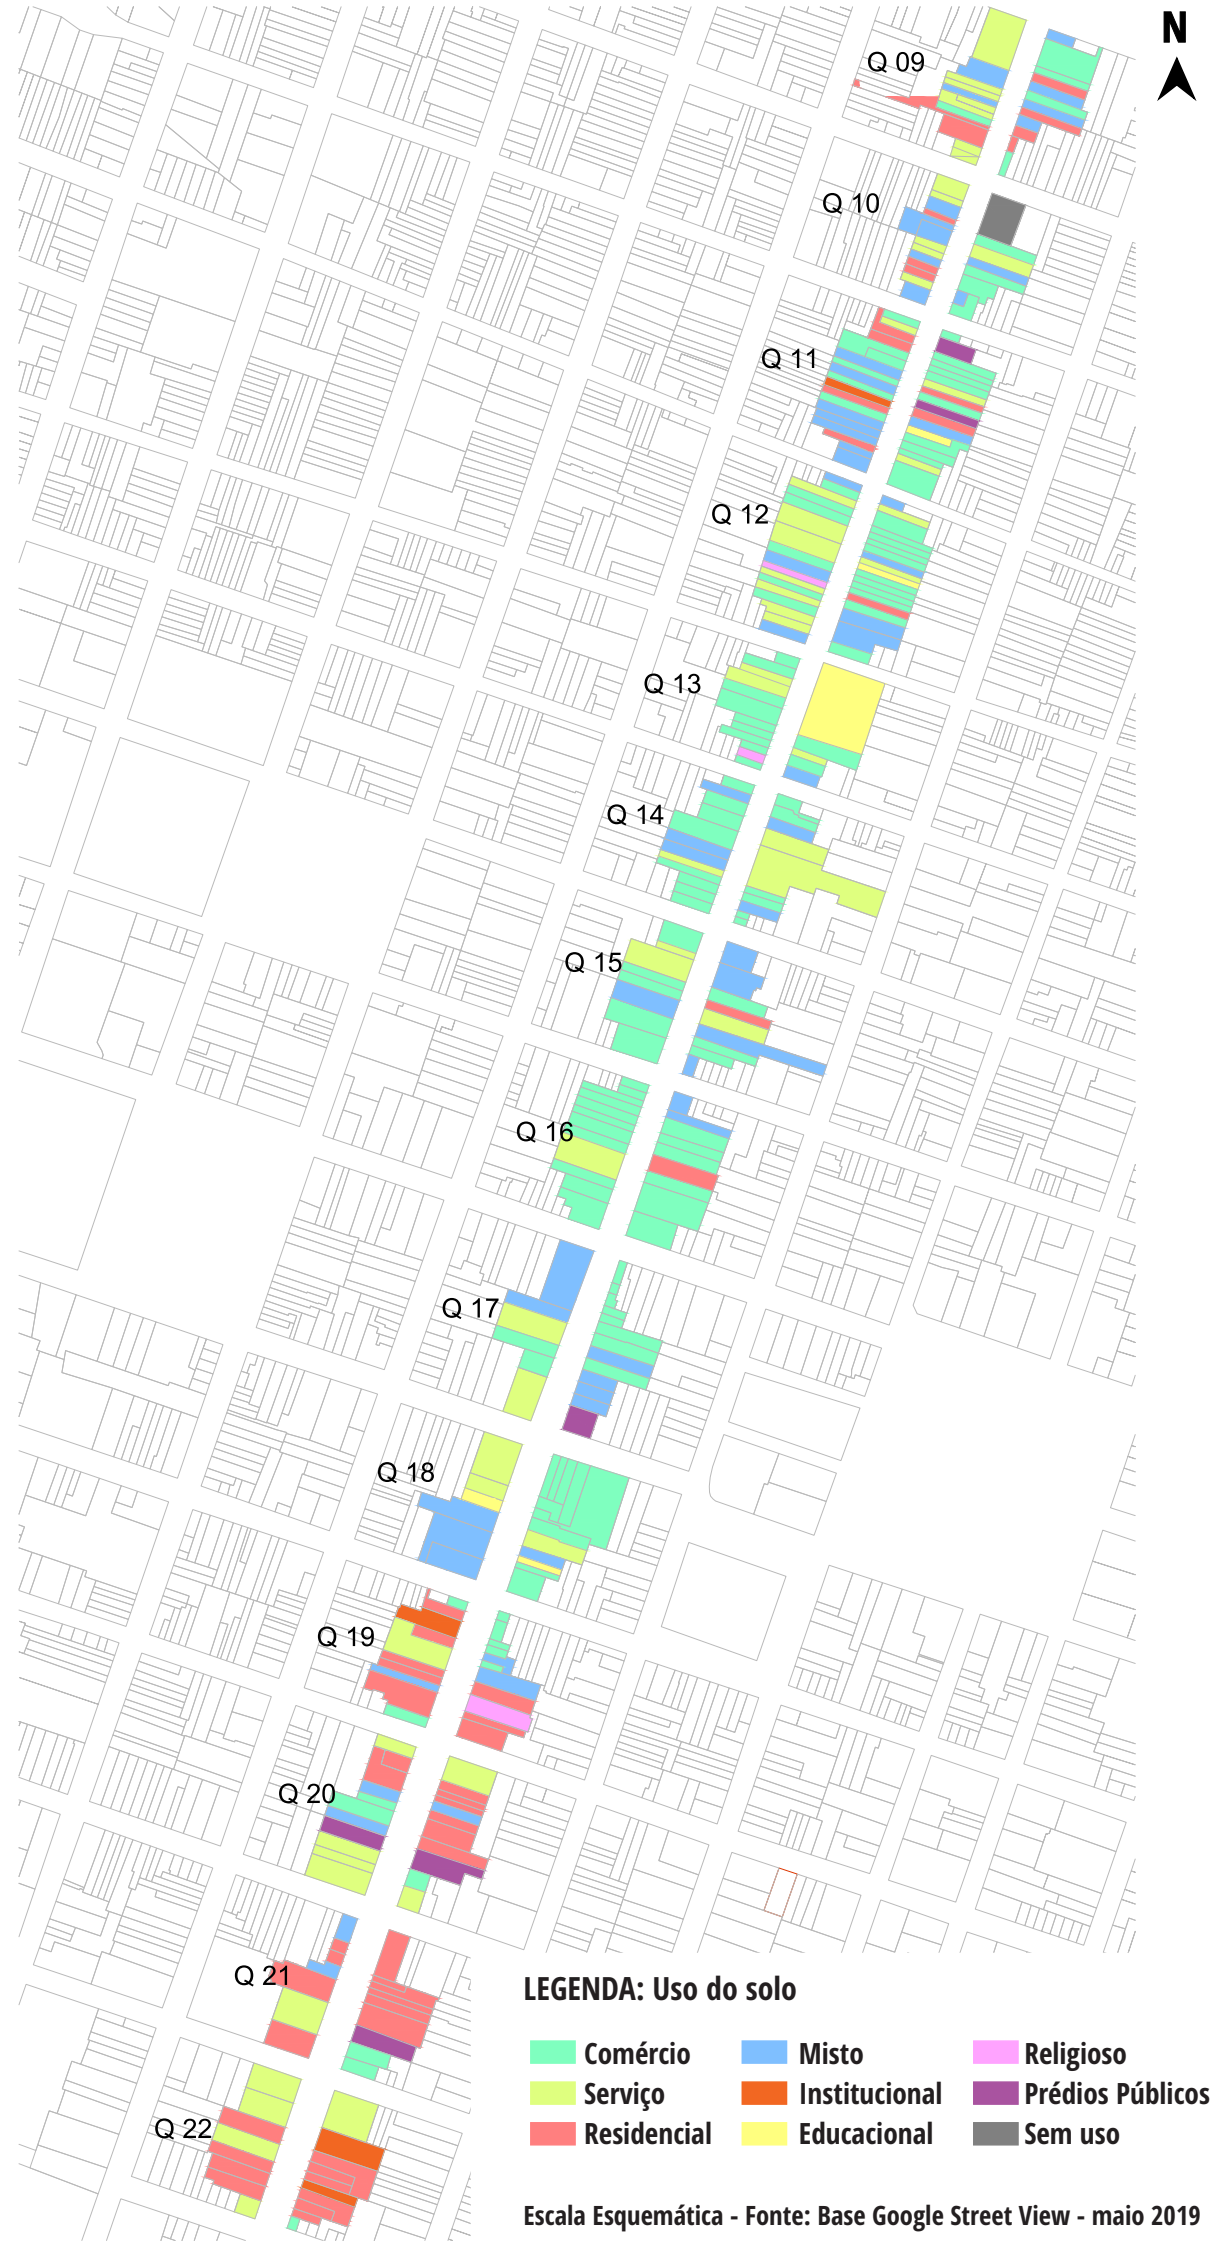 N
Q 09
Q 10
Q 11
Q 12
Q 13
Q 14
Q 15
Q 16
Q 17
Q 18
Q 19
Q 20
Q 21
Q 22
LEGENDA: Uso do solo
Comércio
Misto
Religioso
Serviço
Institucional
Prédios Públicos
Residencial
Educacional
Sem uso
Escala Esquemática - Fonte: Base Google Street View - maio 2019